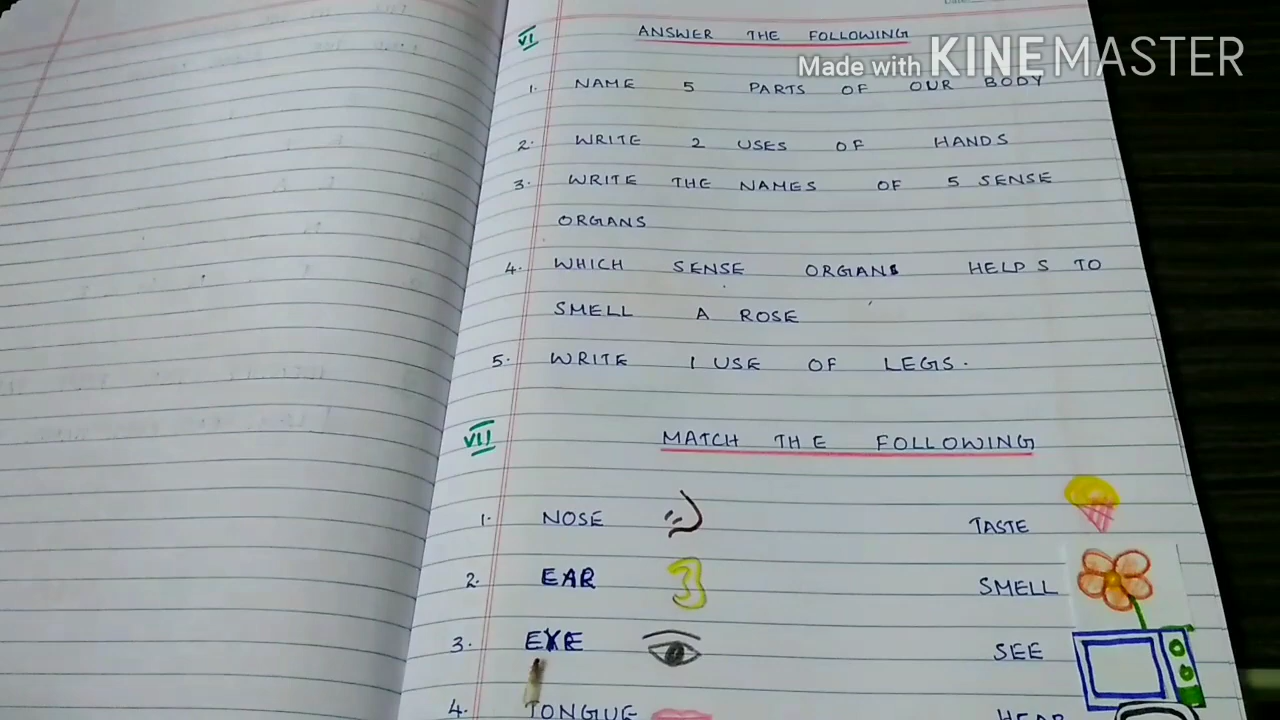 Date:
VI ANSWER THE FOLLOWING
Made with KINEMASTER
1. NAME 5 PARTS OF OUR BODY
2. WRITE 2 USES OF HANDS
3. WRITE THE NAMES OF 5 SENSE
ORGANS
4. WHICH SENSE ORGANS HELPS TO
SMELL A ROSE
5. WRITE 1 USE OF LEGS.
VII MATCH THE FOLLOWING
1. NOSE TASTE
2. EAR SMELL
3. EYE SEE
4. TONGUE HEAR